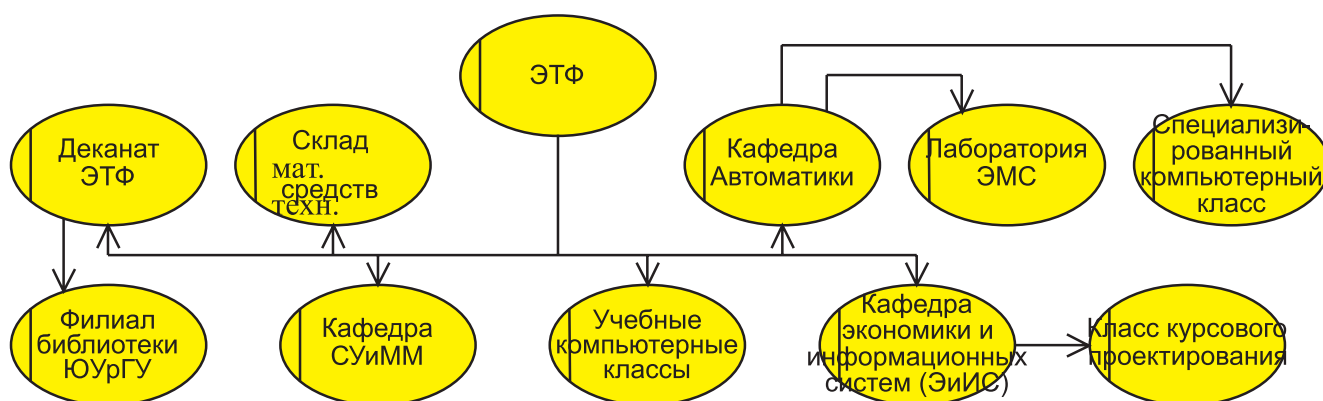 ЭТФ
Деканат
ЭТФ
Склад
мат.
средств
техн.
Кафедра
Автоматики
Лаборатория
ЭМС
Специализи-
рованный
компьютерный
класс
Филиал
библиотеки
ЮУрГУ
Кафедра
СУиММ
Учебные
компьютерные
классы
Кафедра
экономики и
информационных
систем (ЭиИС)
Класс курсового
проектирования